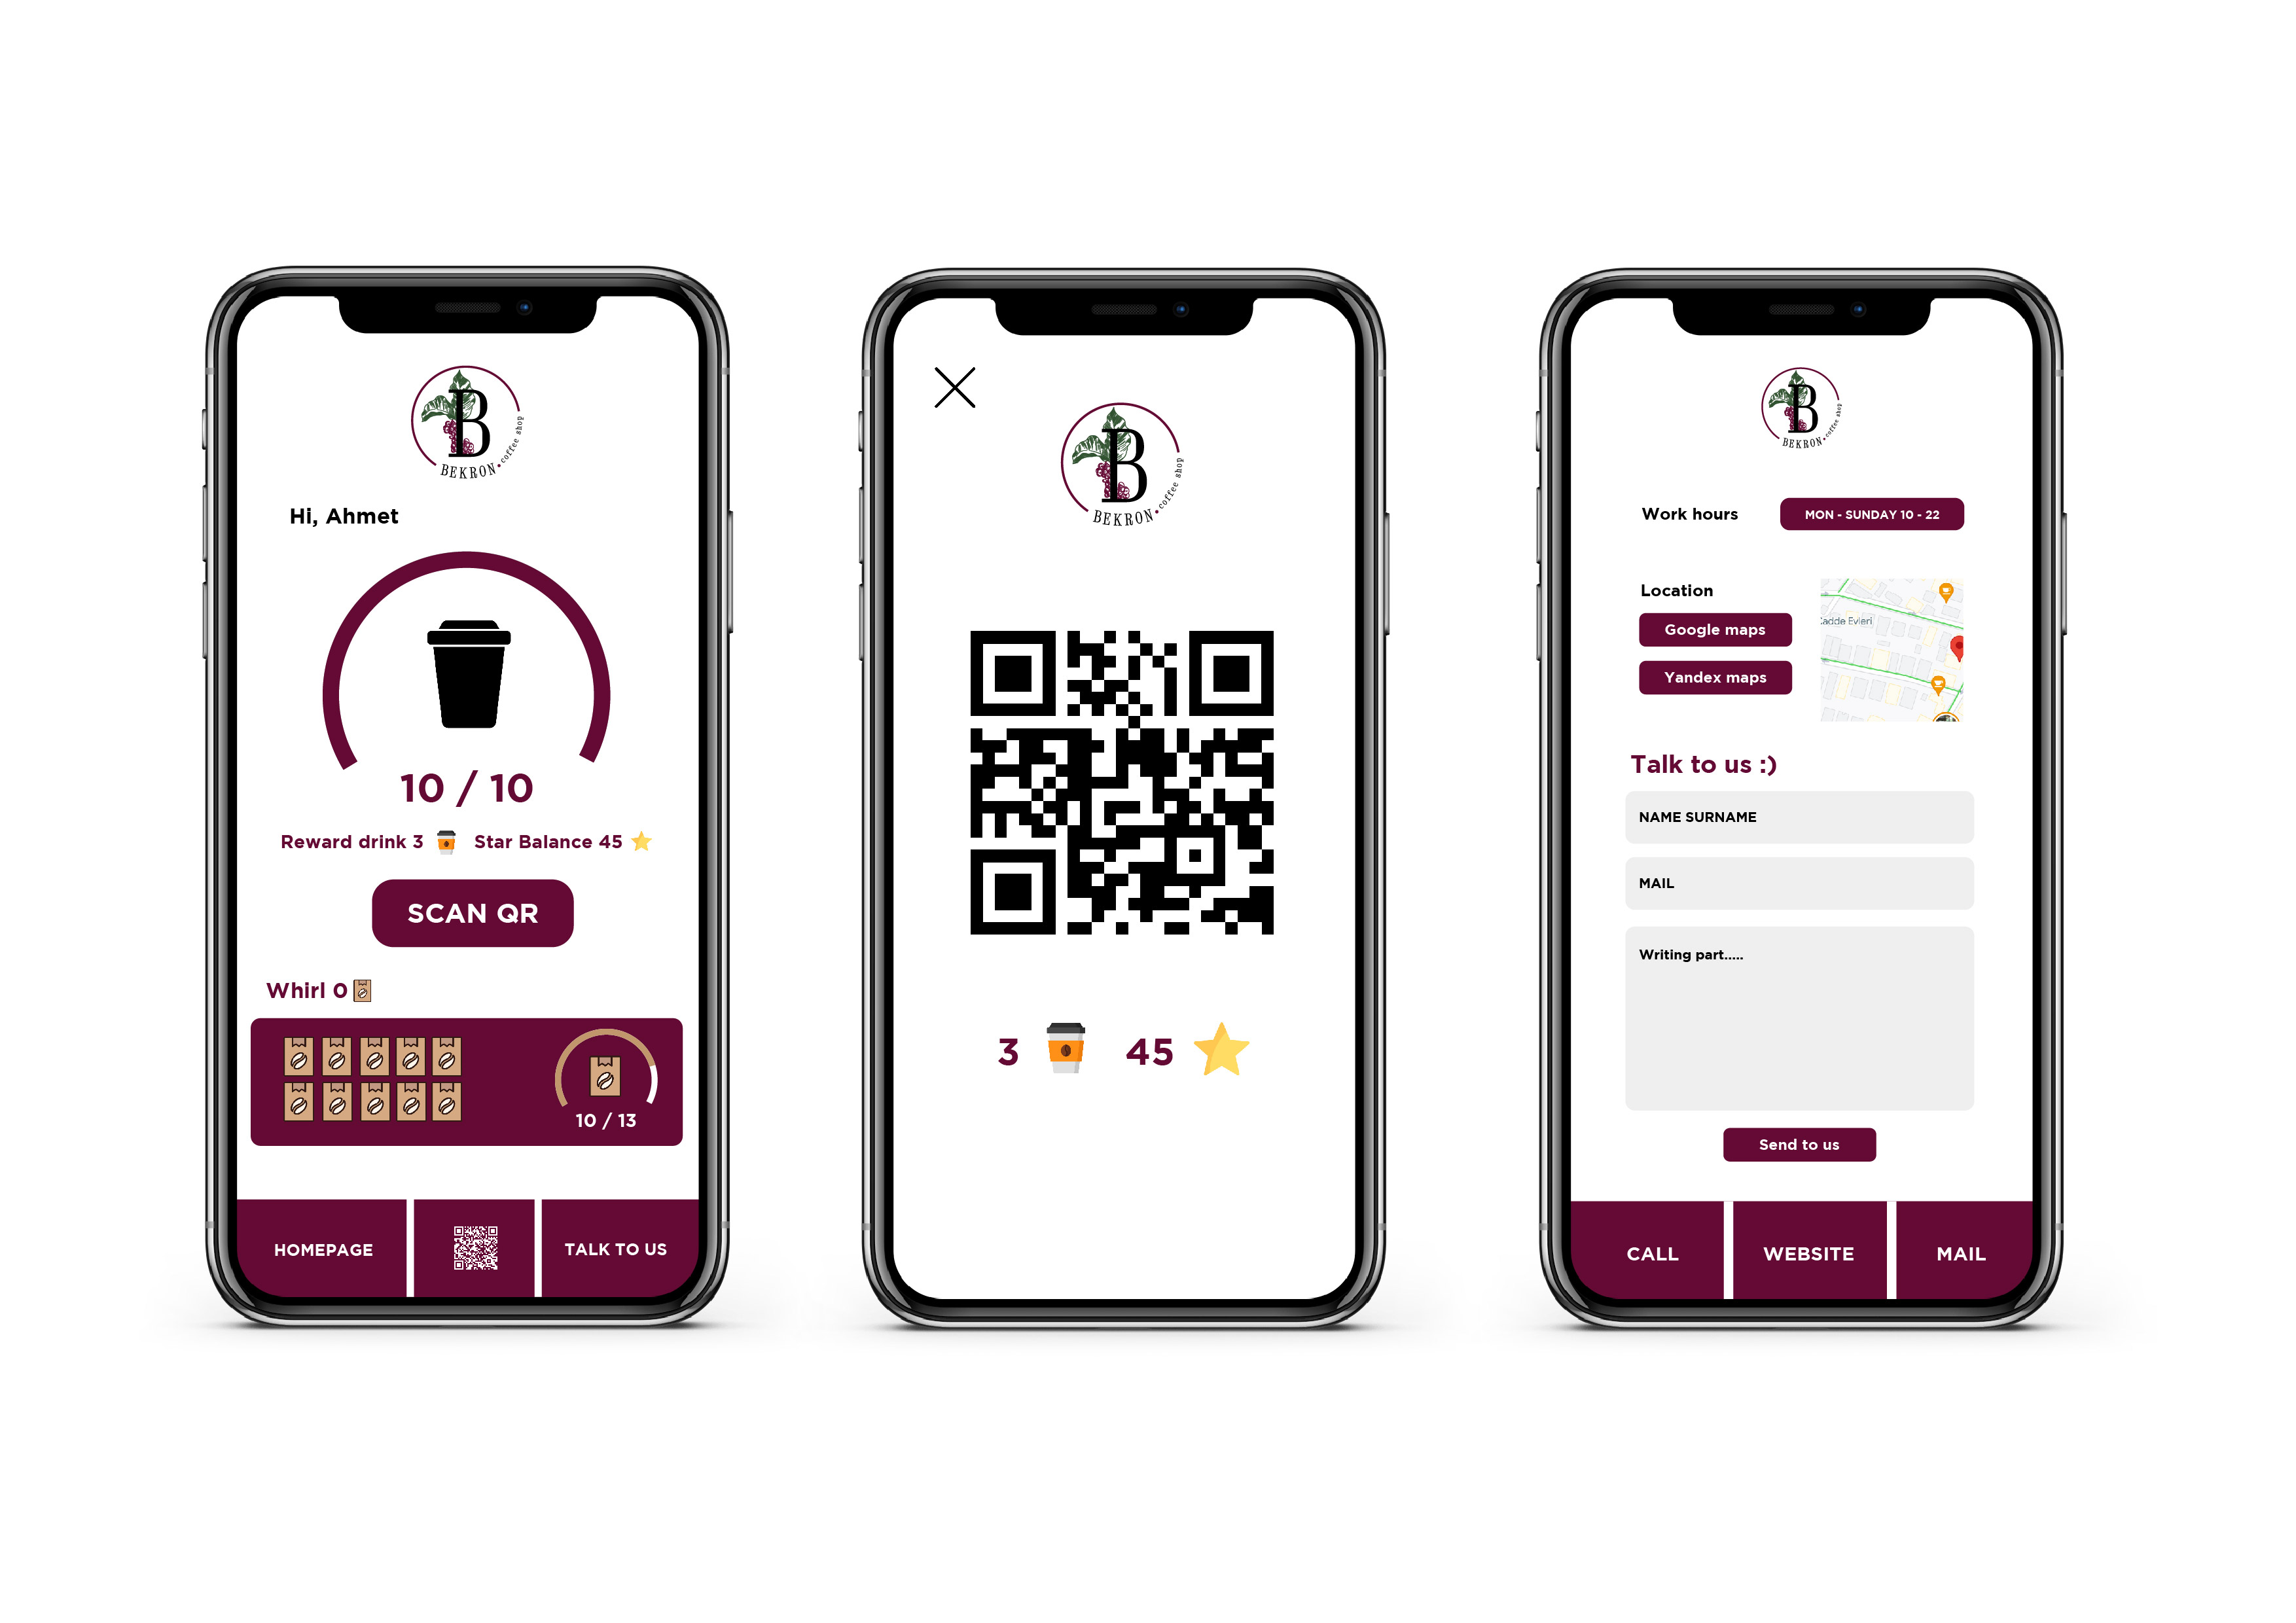 B
BEKRON • coffee shop
Hi, Ahmet
10 / 10
Reward drink 3 Star Balance 45
SCAN QR
Whirl 0
10 / 13
HOMEPAGE
TALK TO US
B
BEKRON • coffee shop
3 45
B
BEKRON • coffee shop
Work hours MON - SUNDAY 10 - 22
Location
Google maps
Yandex maps
Cadde Evleri
Talk to us :)
NAME SURNAME
MAIL
Writing part.....
Send to us
CALL
WEBSITE
MAIL